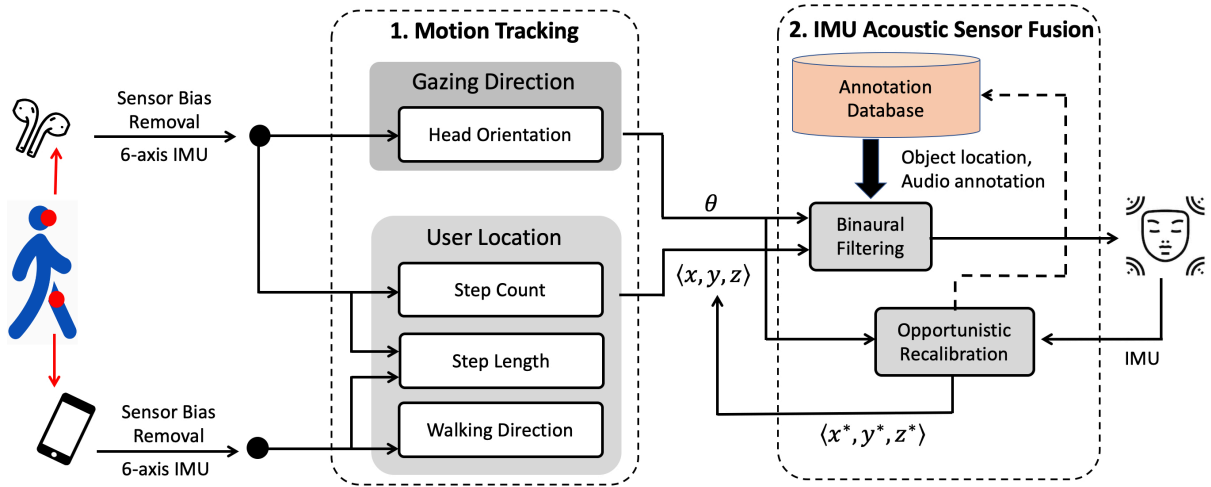 1. Motion Tracking
2. IMU Acoustic Sensor Fusion
Gazing Direction
Head Orientation
Sensor Bias
Removal
6-axis IMU
User Location
Step Count
Step Length
Walking Direction
Sensor Bias
Removal
6-axis IMU
θ
⟨x, y, z⟩
Annotation
Database
Object location,
Audio annotation
Binaural
Filtering
Opportunistic
Recalibration
IMU
⟨x*, y*, z*⟩